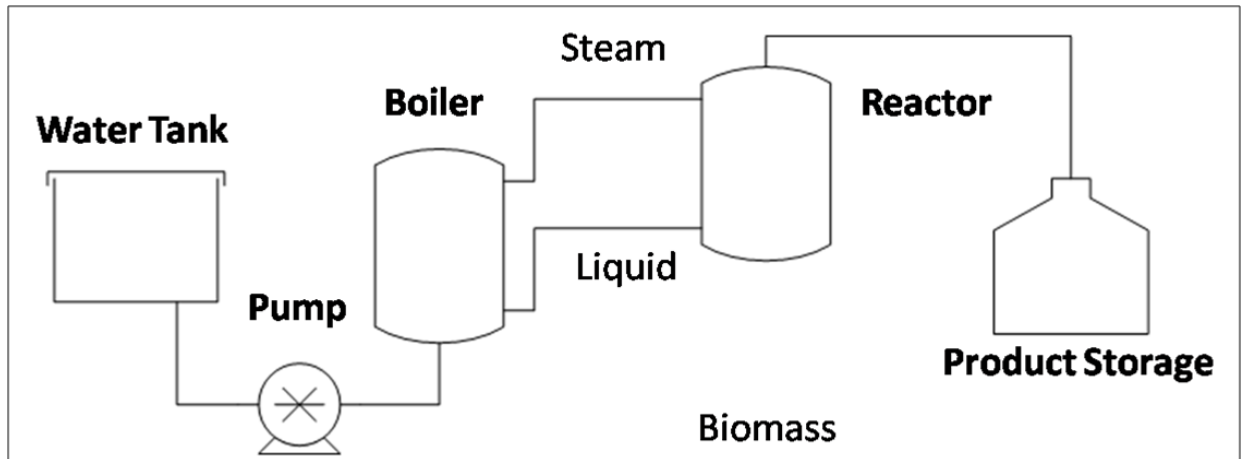 Steam
Boiler
Reactor
Water Tank
Liquid
Pump
Product Storage
Biomass